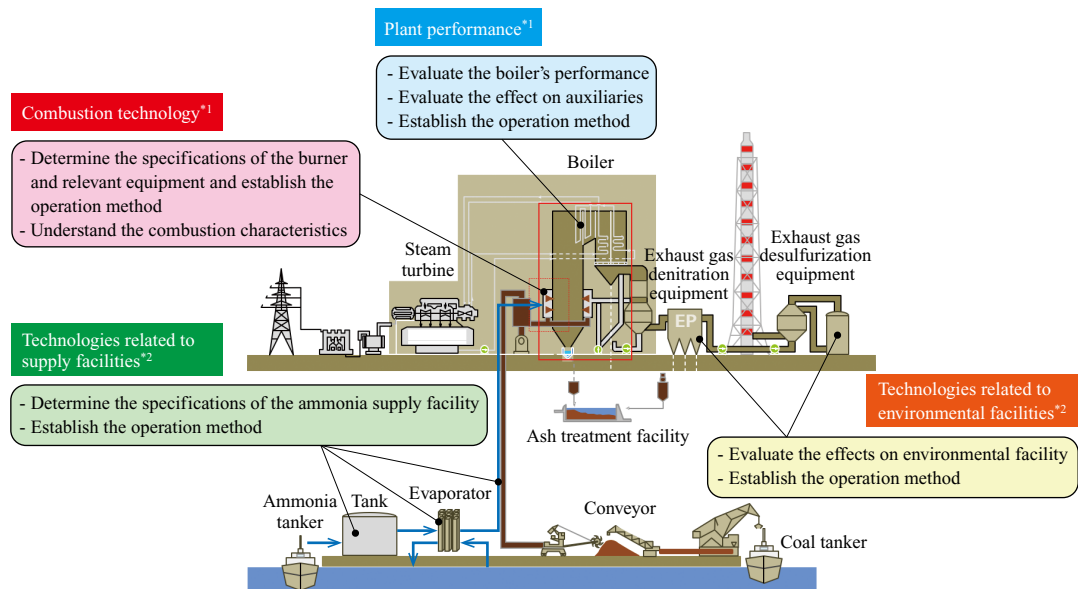 Plant performance*1
- Evaluate the boiler's performance
- Evaluate the effect on auxiliaries
- Establish the operation method
Combustion technology*1
- Determine the specifications of the burner
and relevant equipment and establish the
operation method
- Understand the combustion characteristics
Boiler
Steam
turbine
Exhaust gas
denitration
equipment
Exhaust gas
desulfurization
equipment
EP
Technologies related to
supply facilities*2
- Determine the specifications of the ammonia supply facility
- Establish the operation method
Technologies related to
environmental facilities*2
- Evaluate the effects on environmental facility
- Establish the operation method
Ash treatment facility
Ammonia
tanker
Tank
Evaporator
Conveyor
Coal tanker